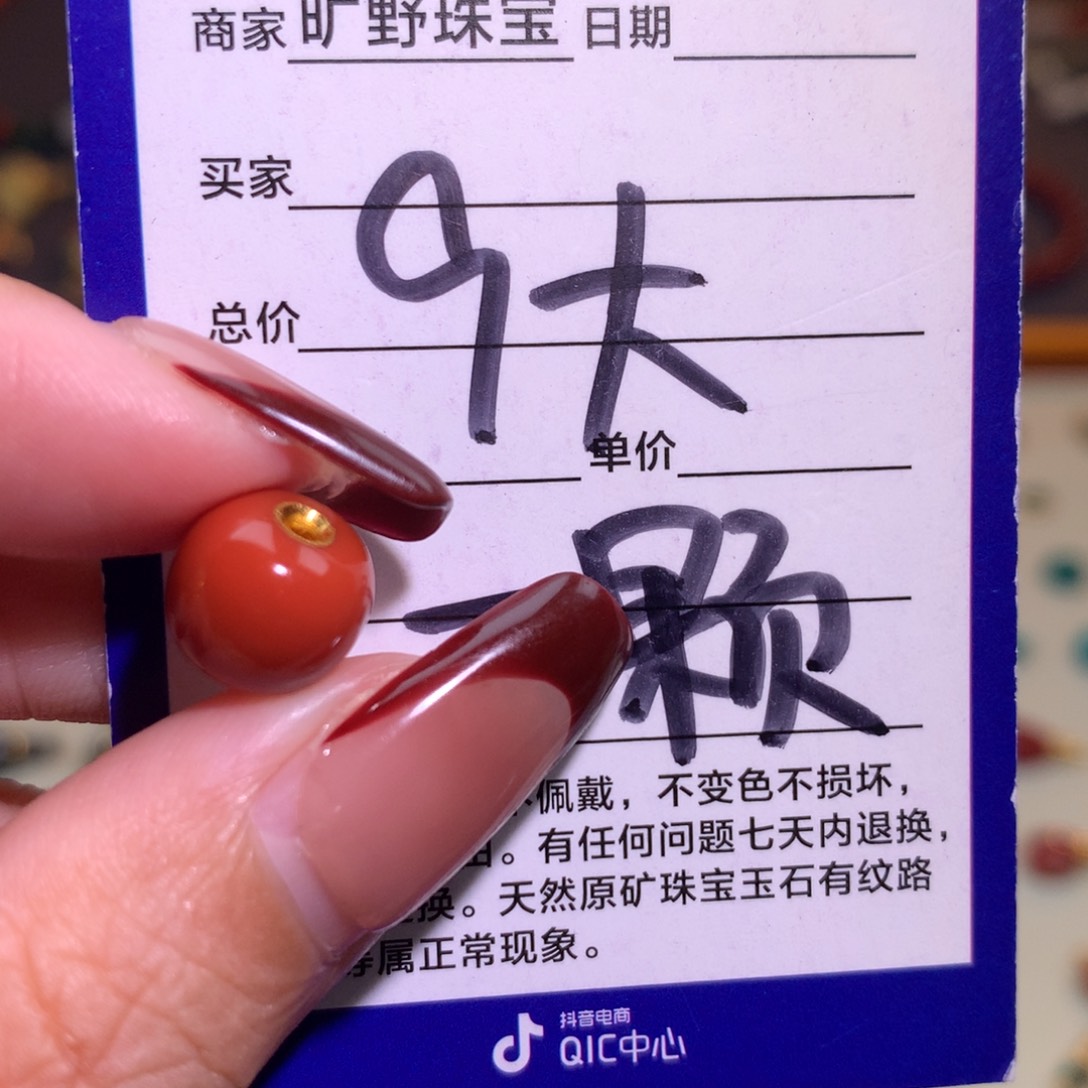 商家 旷野珠宝 日期
买家
总价
9大
单价
一颗
佩戴，不变色不损坏，
。有任何问题七天内退换，
换。天然原矿珠宝玉石有纹路
等属正常现象。
抖音电商
QIC中心